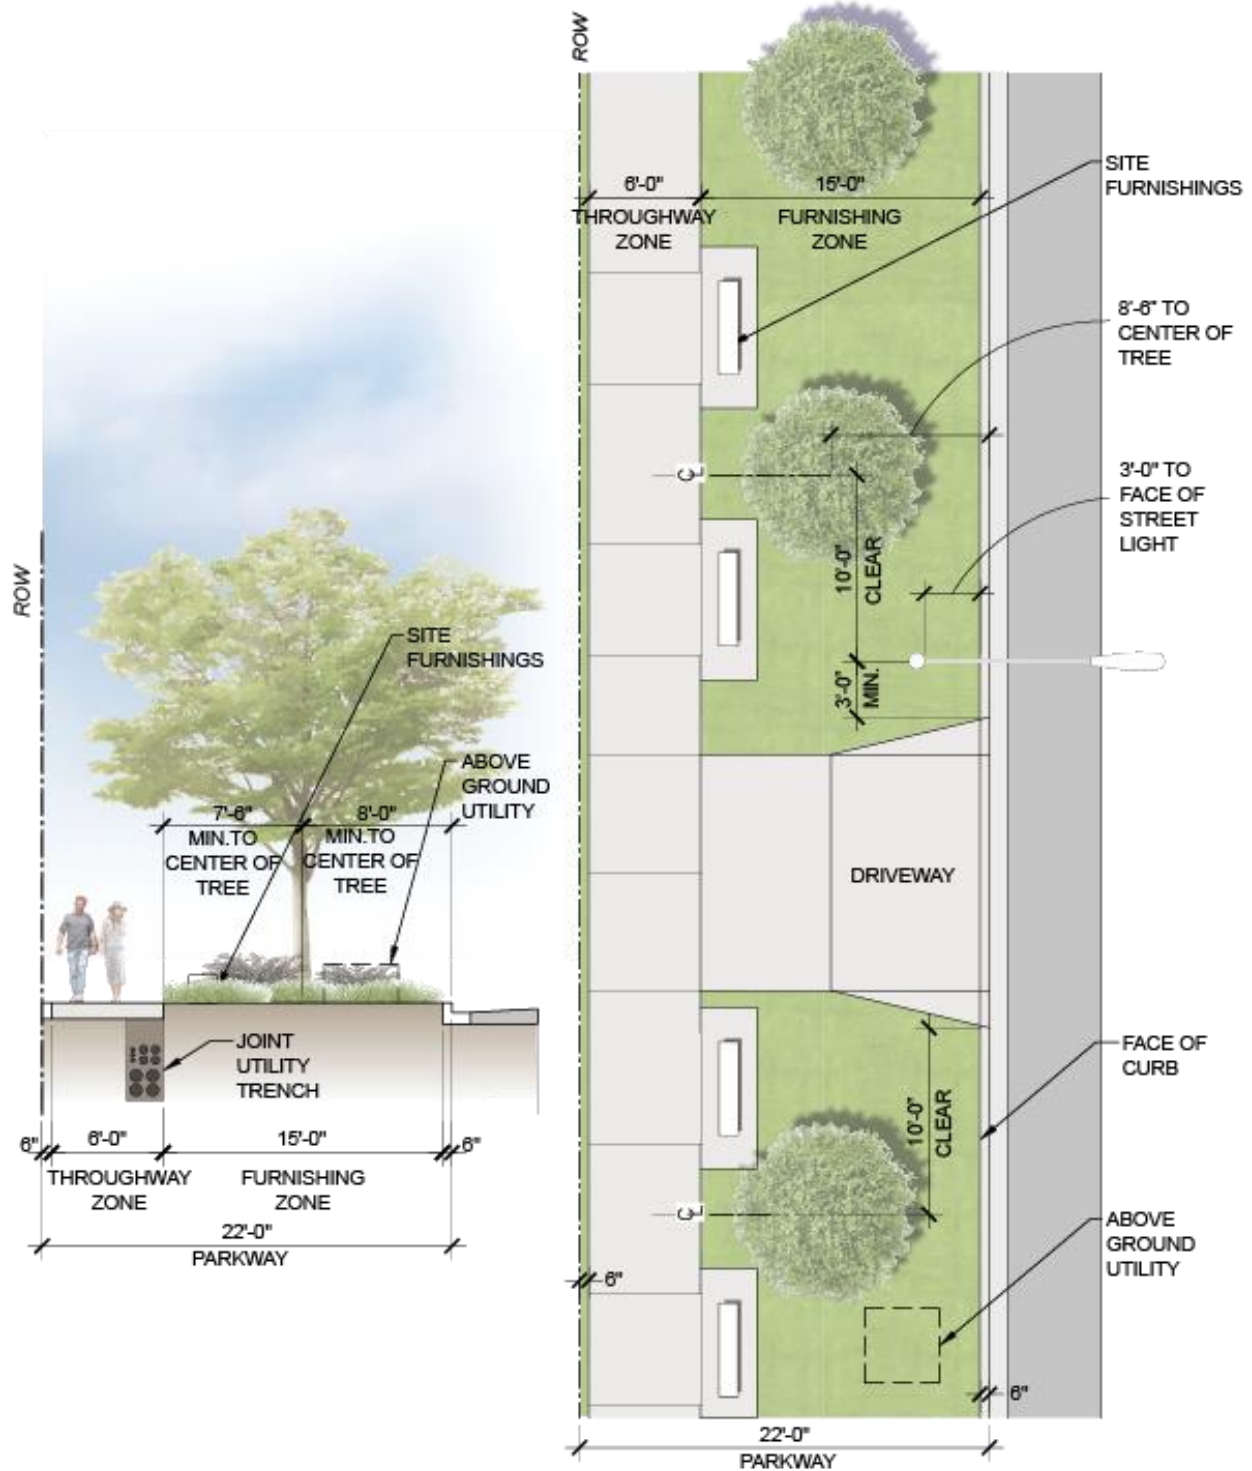 ROW
SITE
FURNISHINGS
ABOVE
GROUND
UTILITY
7'-6"
MIN.TO
CENTER OF
TREE
8'-0"
MIN.TO
CENTER OF
TREE
JOINT
UTILITY
TRENCH
6"
6'-0"
15'-0"
6"
THROUGHWAY
ZONE
FURNISHING
ZONE
22'-0"
PARKWAY
ROW
6'-0"
THROUGHWAY
ZONE
15'-0"
FURNISHING
ZONE
SITE
FURNISHINGS
8'-6" TO
CENTER OF
TREE
CL
3'-0" TO
FACE OF
STREET
LIGHT
10'-0"
CLEAR
3'-0"
MIN.
DRIVEWAY
FACE OF
CURB
10'-0"
CLEAR
CL
ABOVE
GROUND
UTILITY
6"
6"
22'-0"
PARKWAY